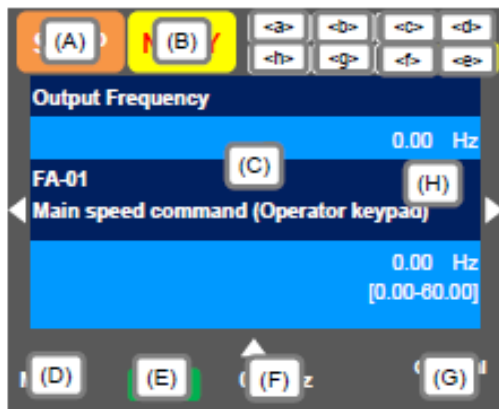 (A) (B) <a> <b> <c> <d>
<h> <g> <f> <e>
Output Frequency
0.00 Hz
(C)
FA-01 (H)
Main speed command (Operator keypad)
0.00 Hz
[0.00-60.00]
(D) (E) (F) (G)